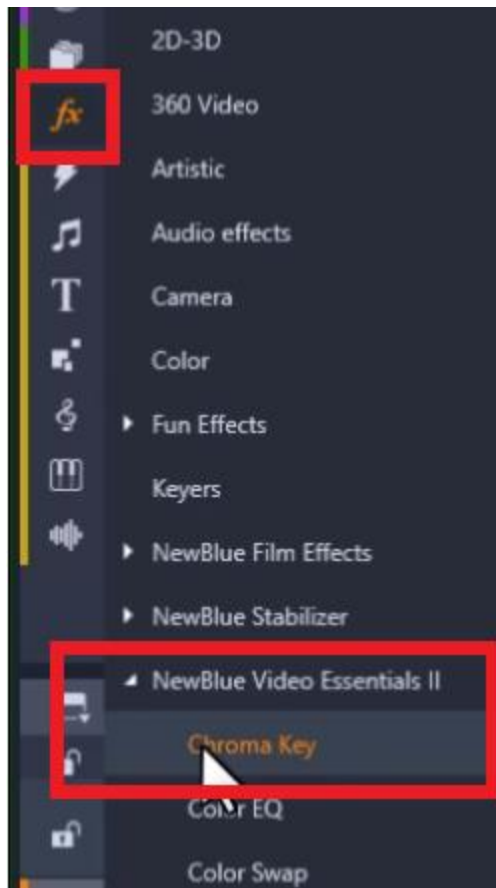 2D-3D
fx
360 Video
Artistic
Audio effects
Camera
T
Color
Fun Effects
Keyers
NewBlue Film Effects
NewBlue Stabilizer
NewBlue Video Essentials II
Chroma Key
Color EQ
Color Swap